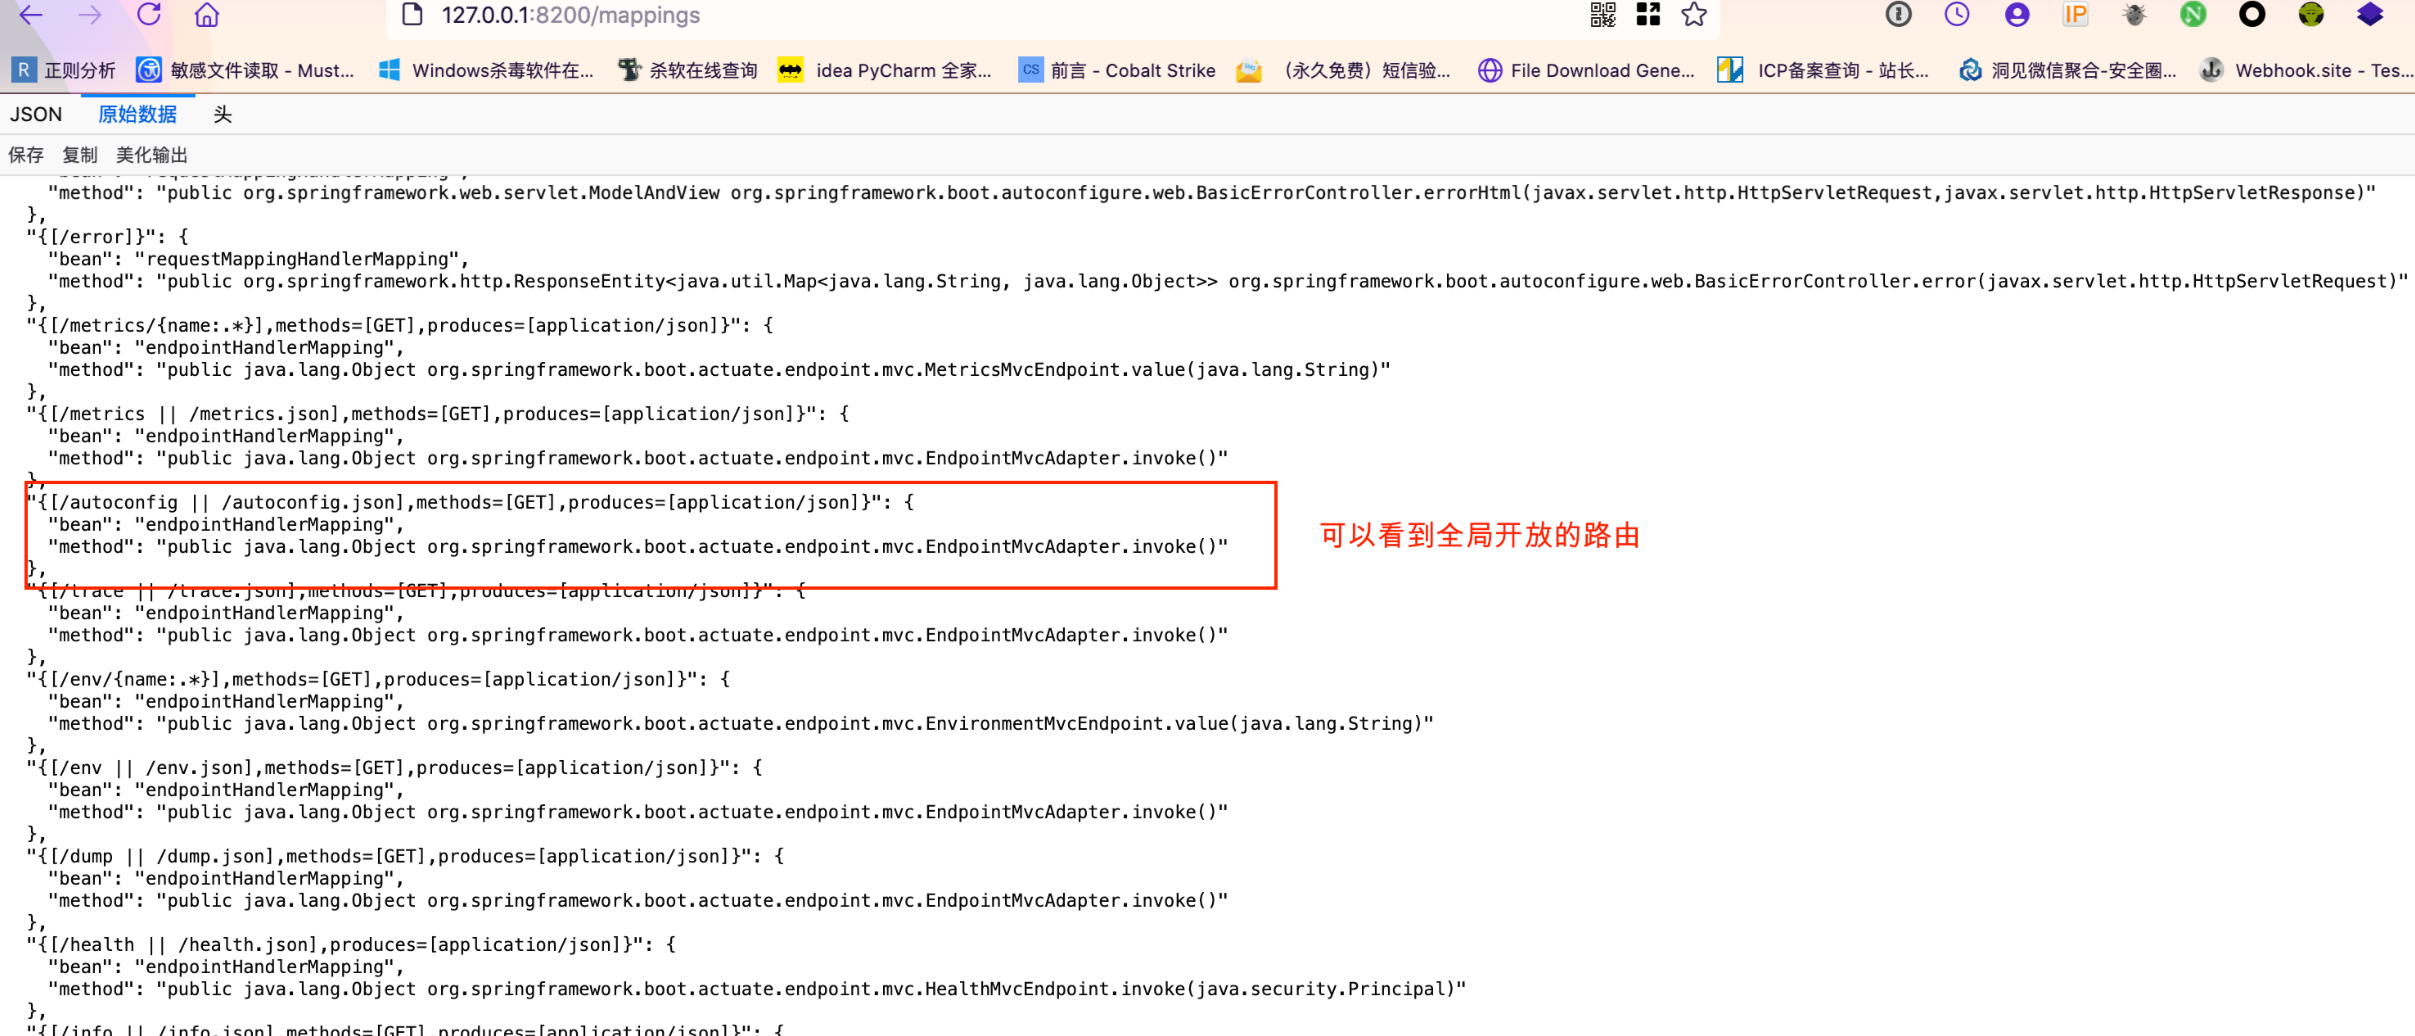 127.0.0.1:8200/mappings
R 正则分析 敏感文件读取 - Must... Windows杀毒软件在... 杀软在线查询 idea PyCharm 全家... CS 前言 - Cobalt Strike （永久免费）短信验... File Download Gene... ICP备案查询 - 站长... 洞见微信聚合-安全圈... Webhook.site - Tes...
JSON 原始数据 头
保存 复制 美化输出
"bean": "requestMappingHandlerMapping",
"method": "public org.springframework.web.servlet.ModelAndView org.springframework.boot.autoconfigure.web.BasicErrorController.errorHtml(javax.servlet.http.HttpServletRequest,javax.servlet.http.HttpServletResponse)"
},
"{[/error]}": {
"bean": "requestMappingHandlerMapping",
"method": "public org.springframework.http.ResponseEntity<java.util.Map<java.lang.String, java.lang.Object>> org.springframework.boot.autoconfigure.web.BasicErrorController.error(javax.servlet.http.HttpServletRequest)"
},
"{[/metrics/{name:.*}],methods=[GET],produces=[application/json]}": {
"bean": "endpointHandlerMapping",
"method": "public java.lang.Object org.springframework.boot.actuate.endpoint.mvc.MetricsMvcEndpoint.value(java.lang.String)"
},
"{[/metrics || /metrics.json],methods=[GET],produces=[application/json]}": {
"bean": "endpointHandlerMapping",
"method": "public java.lang.Object org.springframework.boot.actuate.endpoint.mvc.EndpointMvcAdapter.invoke()"
},
"{[/autoconfig || /autoconfig.json],methods=[GET],produces=[application/json]}": {
"bean": "endpointHandlerMapping",
"method": "public java.lang.Object org.springframework.boot.actuate.endpoint.mvc.EndpointMvcAdapter.invoke()"
},
可以看到全局开放的路由
"{[/trace || /trace.json],methods=[GET],produces=[application/json]}": {
"bean": "endpointHandlerMapping",
"method": "public java.lang.Object org.springframework.boot.actuate.endpoint.mvc.EndpointMvcAdapter.invoke()"
},
"{[/env/{name:.*}],methods=[GET],produces=[application/json]}": {
"bean": "endpointHandlerMapping",
"method": "public java.lang.Object org.springframework.boot.actuate.endpoint.mvc.EnvironmentMvcEndpoint.value(java.lang.String)"
},
"{[/env || /env.json],methods=[GET],produces=[application/json]}": {
"bean": "endpointHandlerMapping",
"method": "public java.lang.Object org.springframework.boot.actuate.endpoint.mvc.EndpointMvcAdapter.invoke()"
},
"{[/dump || /dump.json],methods=[GET],produces=[application/json]}": {
"bean": "endpointHandlerMapping",
"method": "public java.lang.Object org.springframework.boot.actuate.endpoint.mvc.EndpointMvcAdapter.invoke()"
},
"{[/health || /health.json],produces=[application/json]}": {
"bean": "endpointHandlerMapping",
"method": "public java.lang.Object org.springframework.boot.actuate.endpoint.mvc.HealthMvcEndpoint.invoke(java.security.Principal)"
},
"{[/info || /info.json],methods=[GET],produces=[application/json]}": {